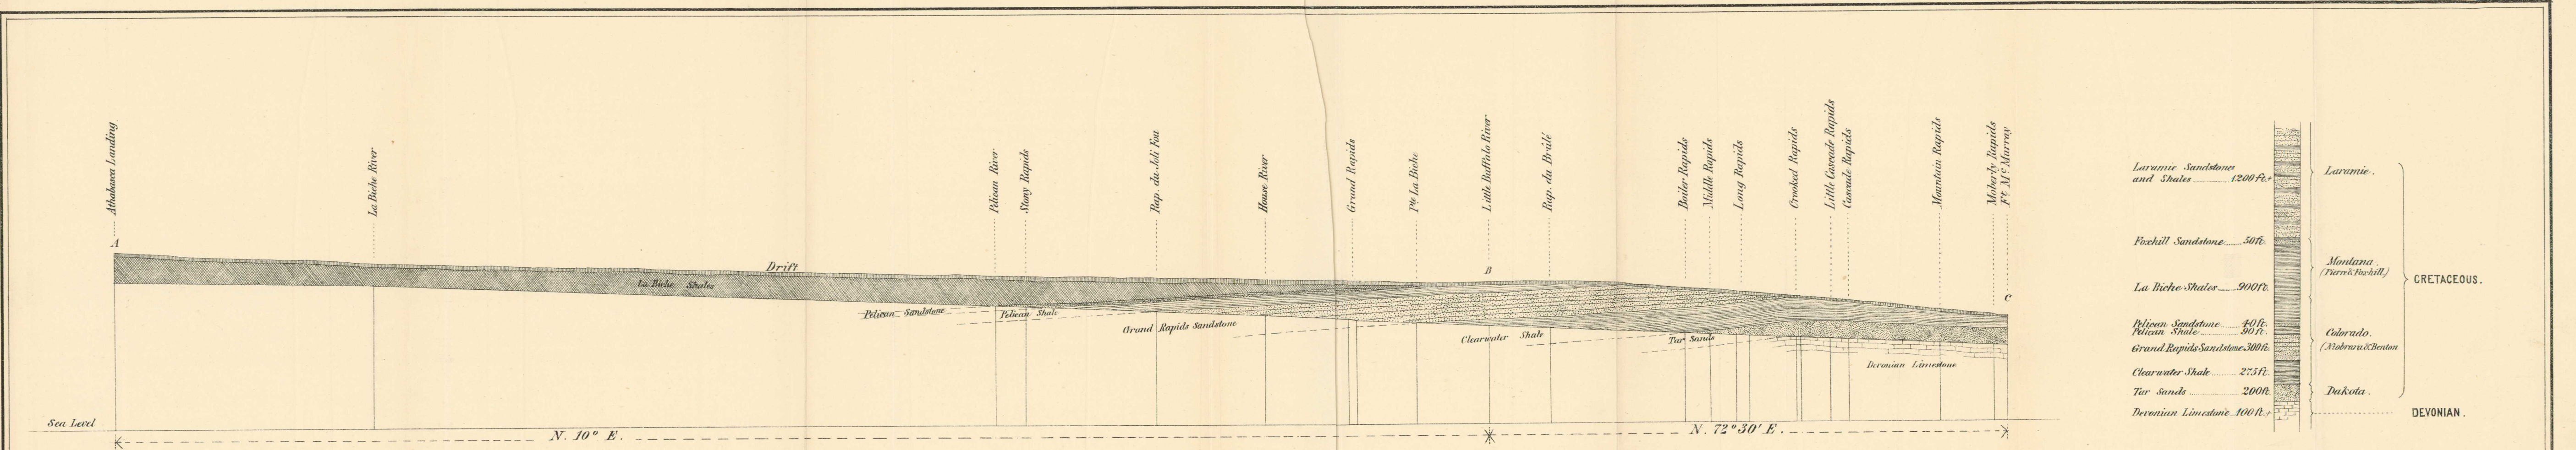 Athabasca Landing
La Biche River
Pelican River
Stony Rapids
Rap. du Joli Fou
House River
Grand Rapids
Pte La Biche
Little Buffalo River
Rap. du Brûlé
Boiler Rapids
Middle Rapids
Long Rapids
Crooked Rapids
Little Cascade Rapids
Cascade Rapids
Mountain Rapids
Moberly Rapids
Ft. McMurray
A
B
C
Drift
La Biche Shales
Pelican Sandstone
Pelican Shale
Grand Rapids Sandstone
Clearwater Shale
Tar Sands
Devonian Limestone
Sea Level
N. 10° E.
N. 72° 30' E.
Laramie Sandstones
and Shales 1200 ft. +
Foxhill Sandstone 50 ft.
La Biche Shales 900 ft.
Pelican Sandstone 40 ft.
Pelican Shale 90 ft.
Grand Rapids Sandstone 300 ft.
Clearwater Shale 275 ft.
Tar Sands 200 ft.
Devonian Limestone 100 ft. +
Laramie.
Montana.
(Pierre & Foxhill)
Colorado.
(Niobrara & Benton
Dakota.
CRETACEOUS.
DEVONIAN.